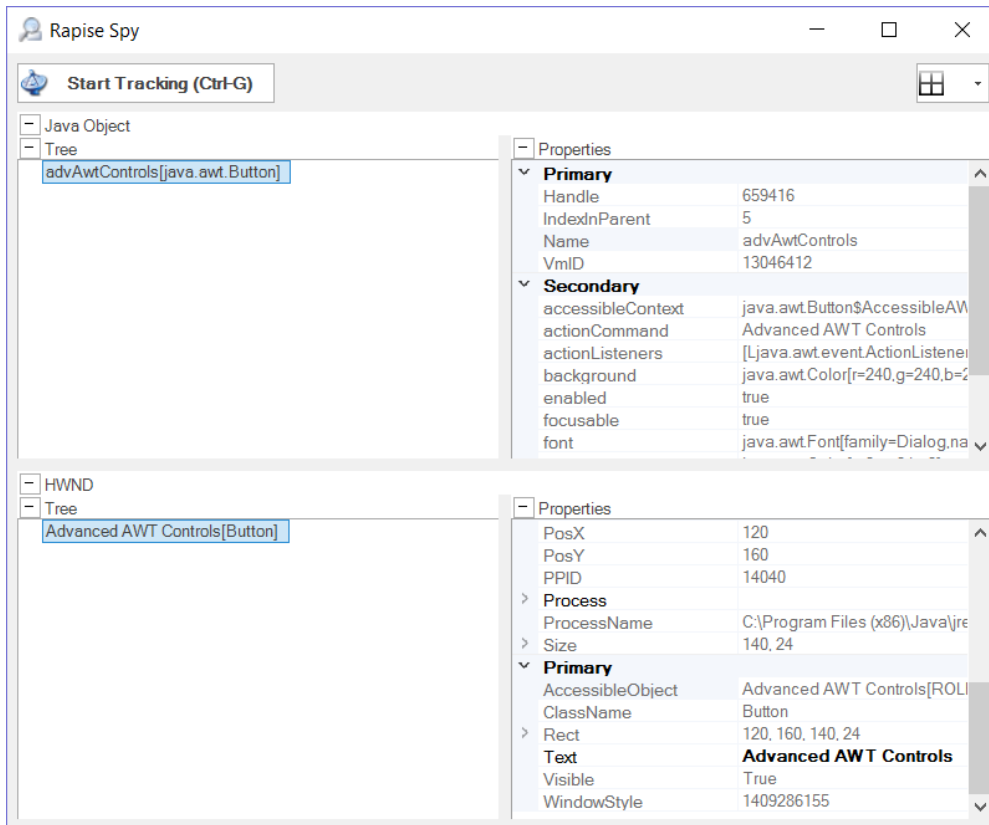 Rapise Spy
Start Tracking (Ctrl-G)
Java Object
Tree
advAwtControls[java.awt.Button]
Properties
Primary
Handle 659416
IndexInParent 5
Name advAwtControls
VmID 13046412
Secondary
accessibleContext java.awt.Button$AccessibleAW
actionCommand Advanced AWT Controls
actionListeners [Ljava.awt.event.ActionListener
background java.awt.Color[r=240,g=240,b=2
enabled true
focusable true
font java.awt.Font[family=Dialog,na
HWND
Tree
Advanced AWT Controls[Button]
Properties
PosX 120
PosY 160
PPID 14040
Process
ProcessName C:\Program Files (x86)\Java\jre
Size 140, 24
Primary
AccessibleObject Advanced AWT Controls[ROL
ClassName Button
Rect 120, 160, 140, 24
Text Advanced AWT Controls
Visible True
WindowStyle 1409286155